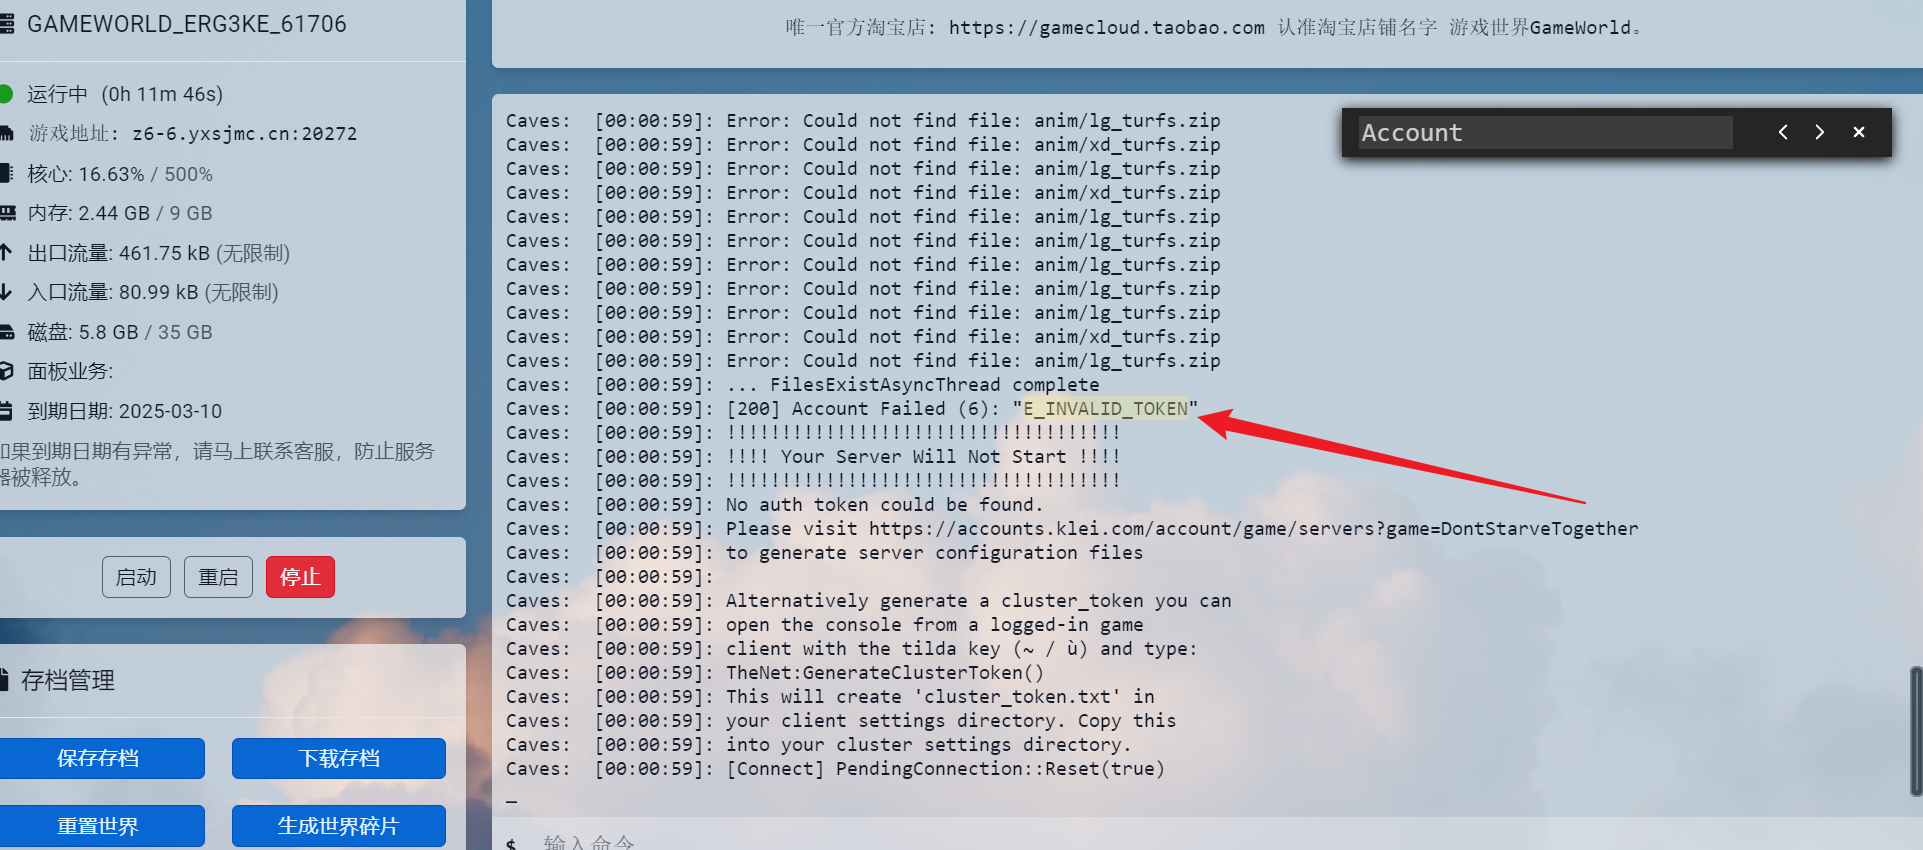 GAMEWORLD_ERG3KE_61706
运行中 (0h 11m 46s)
游戏地址: z6-6.yxsjmc.cn:20272
核心: 16.63% / 500%
内存: 2.44 GB / 9 GB
出口流量: 461.75 kB (无限制)
入口流量: 80.99 kB (无限制)
磁盘: 5.8 GB / 35 GB
面板业务:
到期日期: 2025-03-10
如果到期日期有异常，请马上联系客服，防止服务
器被释放。
启动 重启 停止
存档管理
保存存档 下载存档
重置世界 生成世界碎片
唯一官方淘宝店: https://gamecloud.taobao.com 认准淘宝店铺名字 游戏世界GameWorld。
Account
Caves: [00:00:59]: Error: Could not find file: anim/lg_turfs.zip
Caves: [00:00:59]: Error: Could not find file: anim/xd_turfs.zip
Caves: [00:00:59]: Error: Could not find file: anim/lg_turfs.zip
Caves: [00:00:59]: Error: Could not find file: anim/xd_turfs.zip
Caves: [00:00:59]: Error: Could not find file: anim/lg_turfs.zip
Caves: [00:00:59]: Error: Could not find file: anim/lg_turfs.zip
Caves: [00:00:59]: Error: Could not find file: anim/lg_turfs.zip
Caves: [00:00:59]: Error: Could not find file: anim/lg_turfs.zip
Caves: [00:00:59]: Error: Could not find file: anim/lg_turfs.zip
Caves: [00:00:59]: Error: Could not find file: anim/xd_turfs.zip
Caves: [00:00:59]: Error: Could not find file: anim/lg_turfs.zip
Caves: [00:00:59]: ... FilesExistAsyncThread complete
Caves: [00:00:59]: [200] Account Failed (6): "E_INVALID_TOKEN"
Caves: [00:00:59]: !!!!!!!!!!!!!!!!!!!!!!!!!!!!!!!!!!!!
Caves: [00:00:59]: !!!! Your Server Will Not Start !!!!
Caves: [00:00:59]: !!!!!!!!!!!!!!!!!!!!!!!!!!!!!!!!!!!!
Caves: [00:00:59]: No auth token could be found.
Caves: [00:00:59]: Please visit https://accounts.klei.com/account/game/servers?game=DontStarveTogether
Caves: [00:00:59]: to generate server configuration files
Caves: [00:00:59]:
Caves: [00:00:59]: Alternatively generate a cluster_token you can
Caves: [00:00:59]: open the console from a logged-in game
Caves: [00:00:59]: client with the tilda key (~ / ù) and type:
Caves: [00:00:59]: TheNet:GenerateClusterToken()
Caves: [00:00:59]: This will create 'cluster_token.txt' in
Caves: [00:00:59]: your client settings directory. Copy this
Caves: [00:00:59]: into your cluster settings directory.
Caves: [00:00:59]: [Connect] PendingConnection::Reset(true)
$ 输入命令